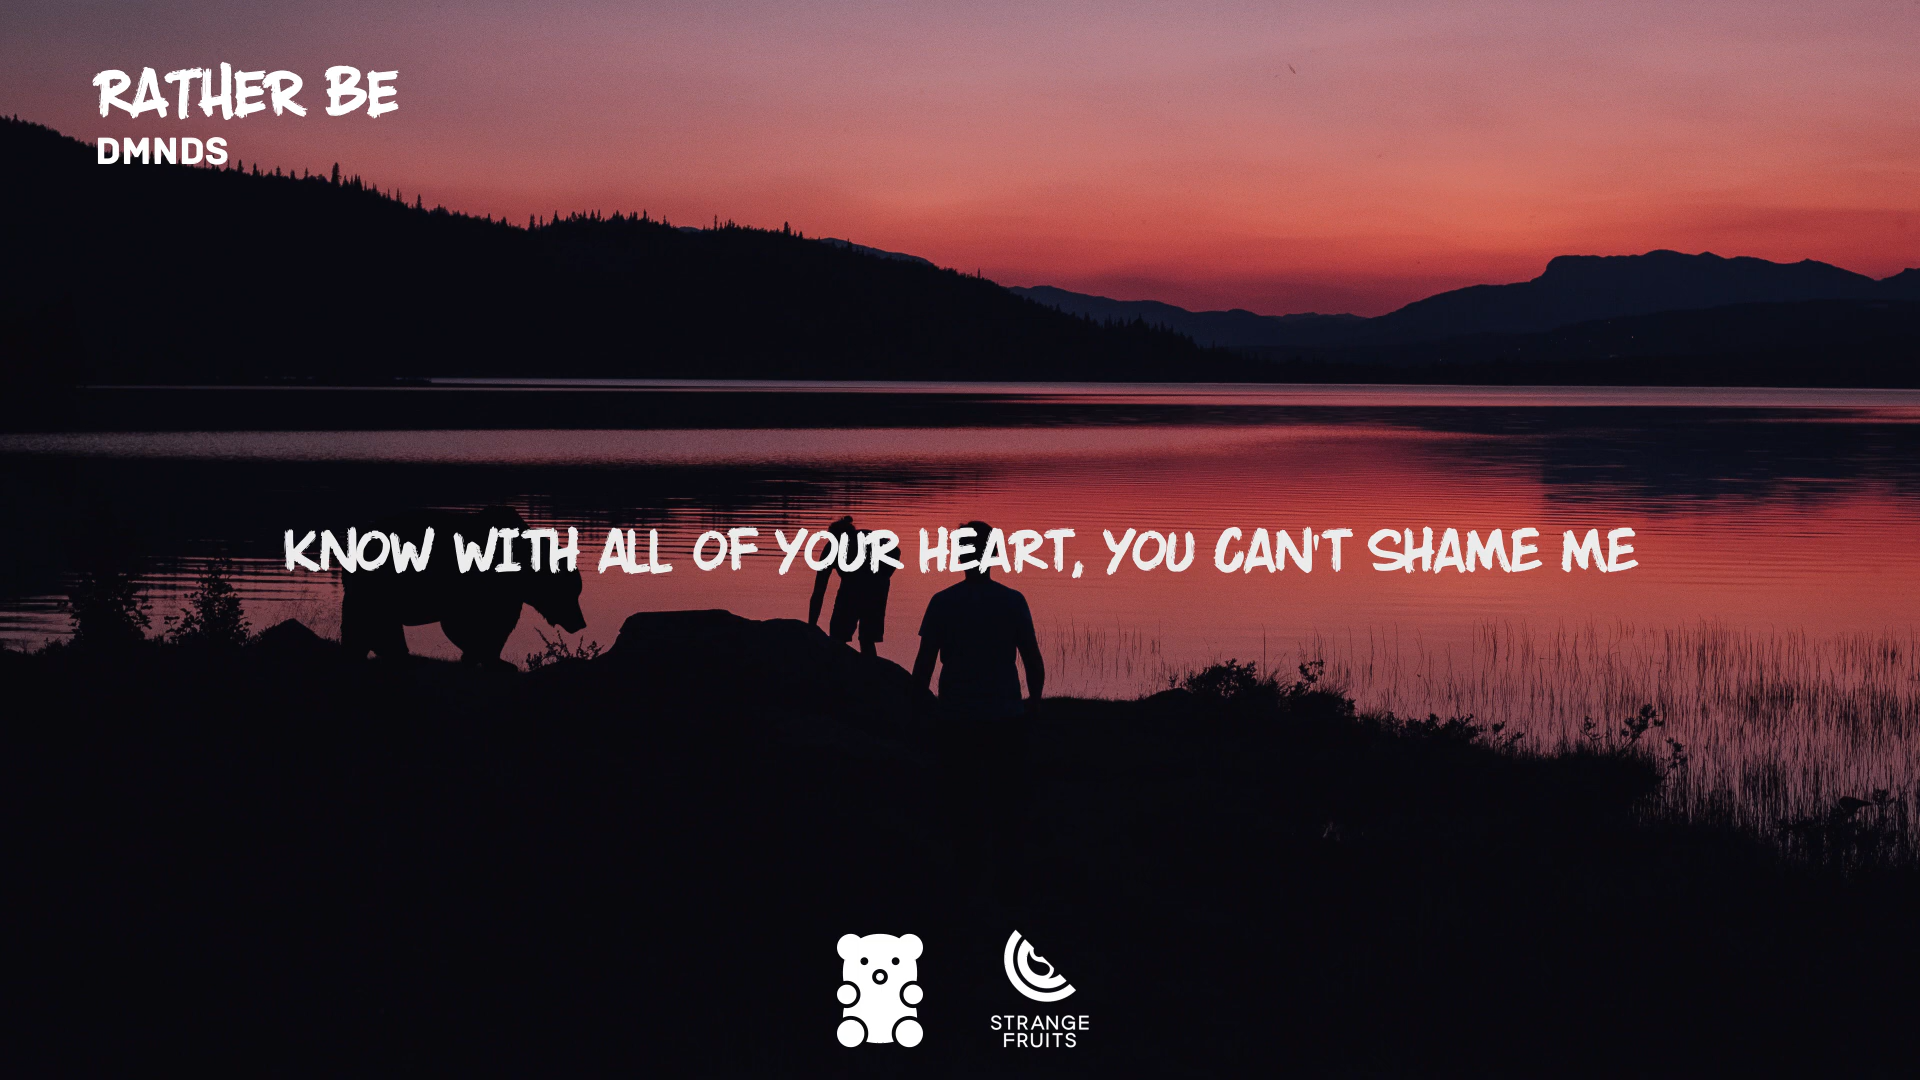 RATHER BE
DMNDS
KNOW WITH ALL OF YOUR HEART, YOU CAN'T SHAME ME
STRANGE
FRUITS